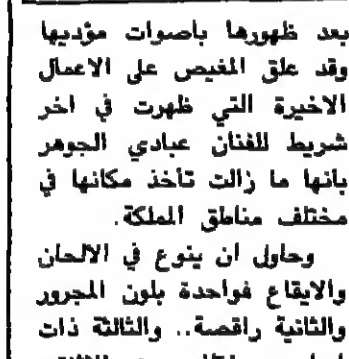 بعد ظهورها باصوات مؤديها
وقد علق المغيص على الاعمال
الاخيرة التي ظهرت في اخر
شريط للفنان عبادي الجوهر
بانها ما زالت تأخذ مكانها في
مختلف مناطق المملكة.
وحاول ان ينوع في الالحان
والايقاع فواحدة بلون المجرور
والثانية راقصة.. والثالثة ذات